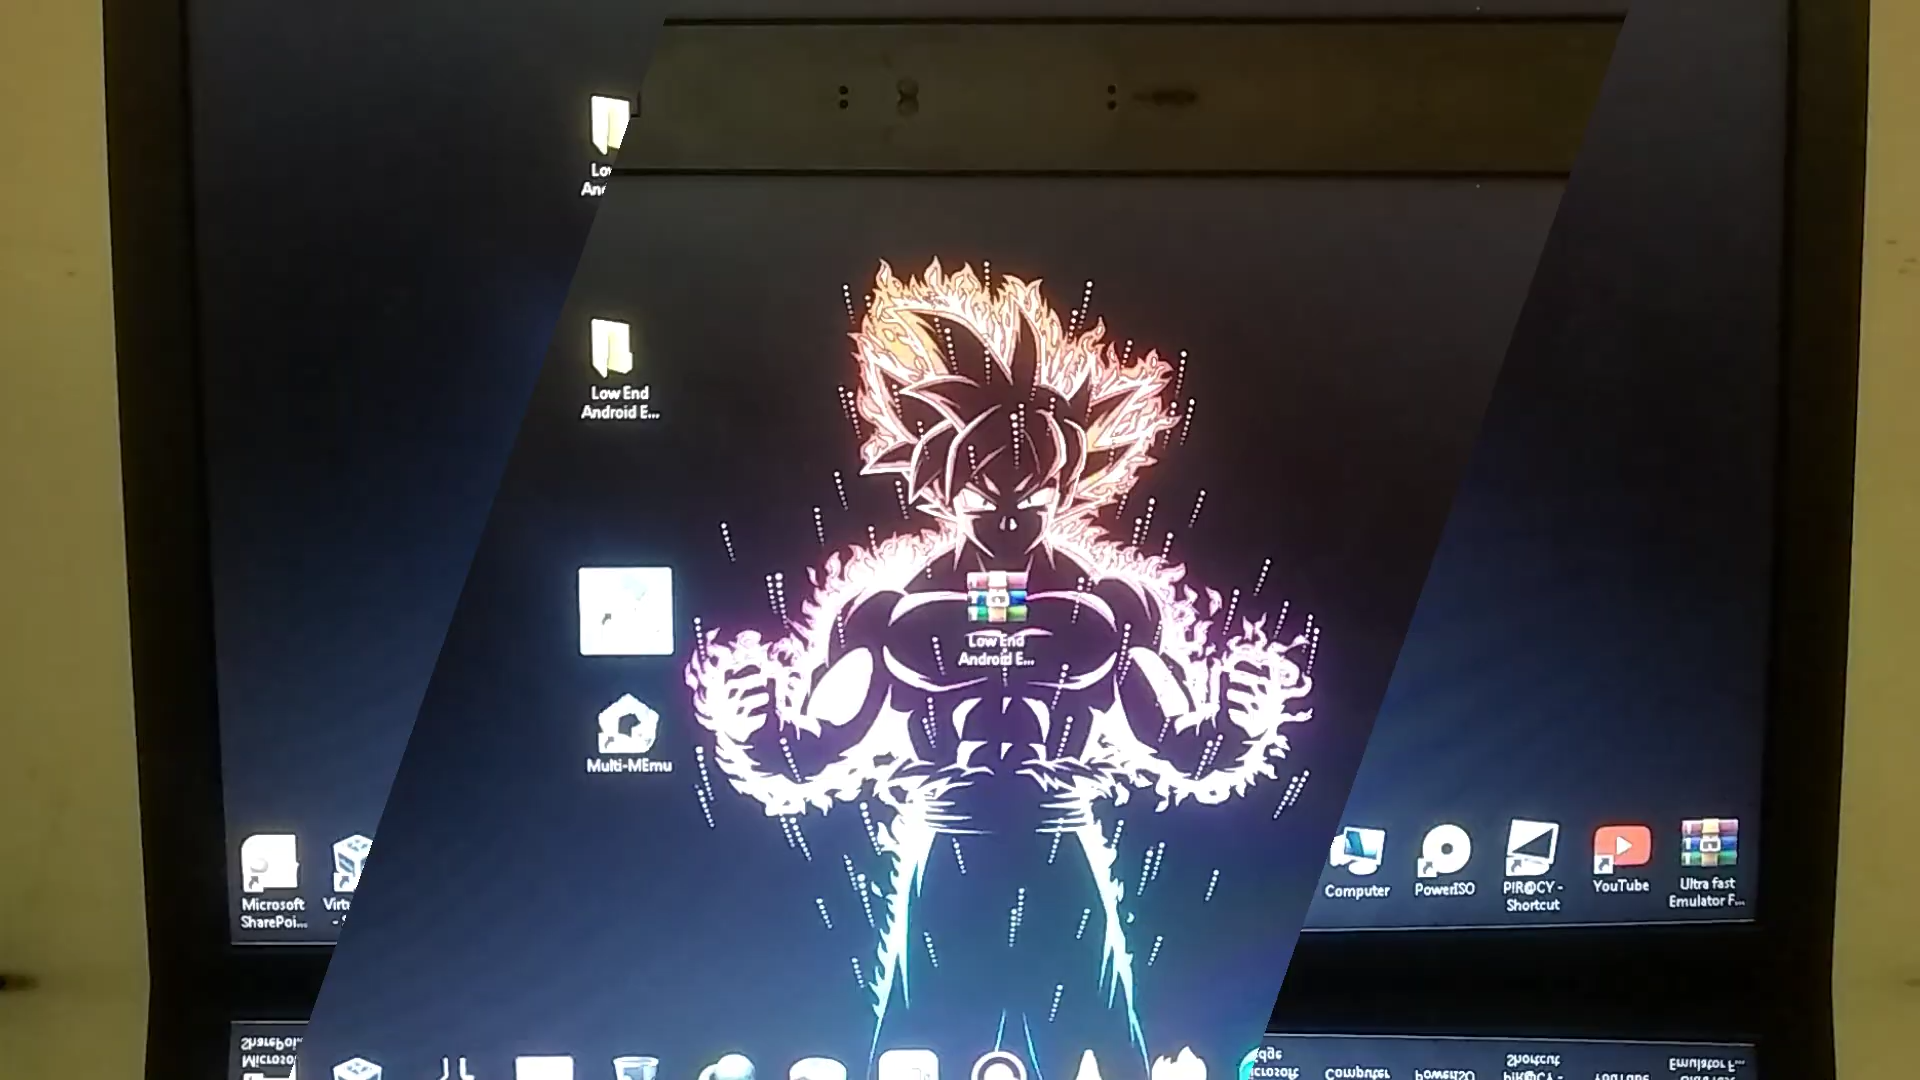 Low End
Android E...
Low End
Android E...
Multi-MEmu
Microsoft
SharePoi...
Computer
PowerISO
PIR@CY -
Shortcut
YouTube
Ultra fast
Emulator F...